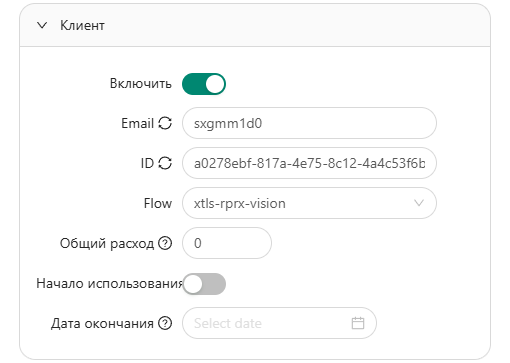 Клиент
Включить
Email sxgmm1d0
ID a0278ebf-817a-4e75-8c12-4a4c53f6b
Flow xtls-rprx-vision
Общий расход 0
Начало использования
Дата окончания Select date